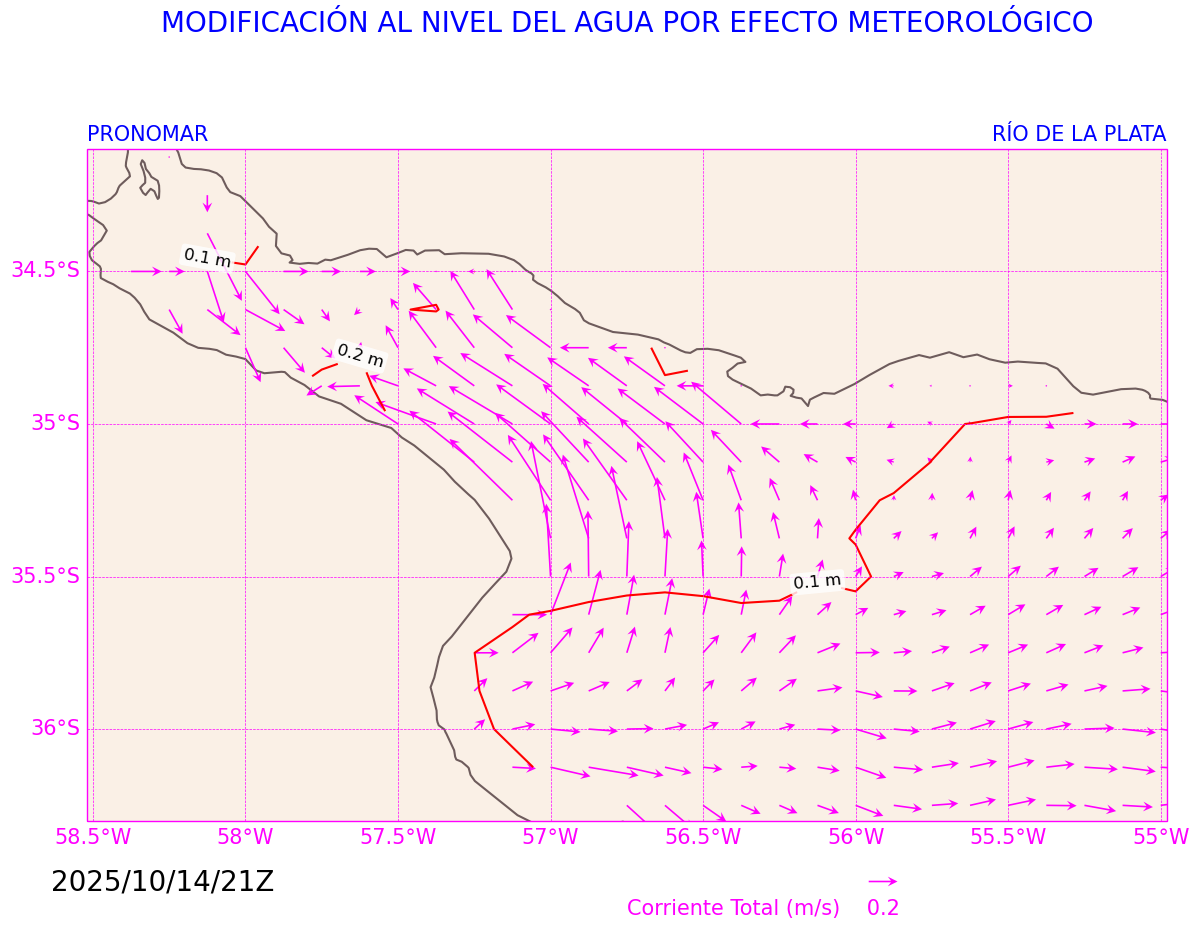 MODIFICACIÓN AL NIVEL DEL AGUA POR EFECTO METEOROLÓGICO
PRONOMAR
RÍO DE LA PLATA
0.1 m
34.5°S
0.2 m
35°S
35.5°S
0.1 m
36°S
58.5°W
58°W
57.5°W
57°W
56.5°W
56°W
55.5°W
55°W
2025/10/14/21Z
Corriente Total (m/s)
0.2